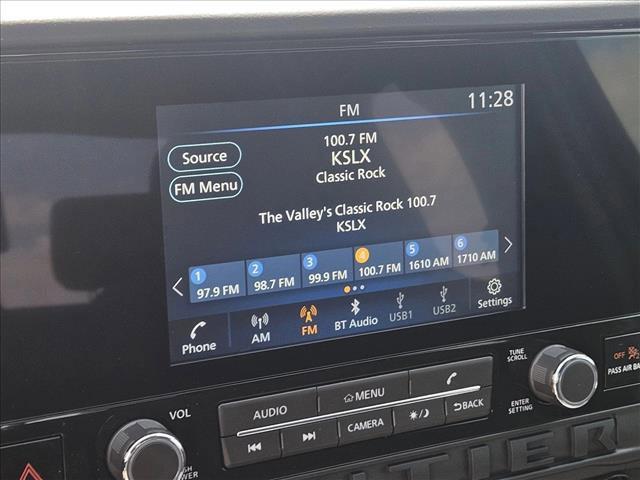 FM
11:28
Source
FM Menu
100.7 FM
KSLX
Classic Rock
The Valley's Classic Rock 100.7
KSLX
1 2 3 4 5 6
97.9 FM 98.7 FM 99.9 FM 100.7 FM 1610 AM 1710 AM
Phone AM FM BT Audio USB1 USB2 Settings
VOL
AUDIO MENU
CAMERA BACK
TUNE
SCROLL
ENTER
SETTING
OFF
PASS AIR BA
OWER
TIER